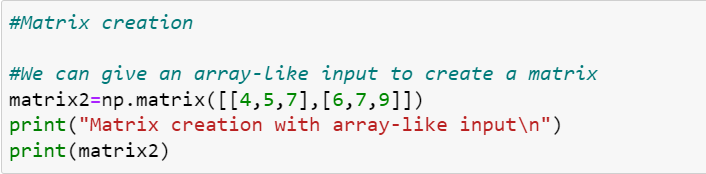 #Matrix creation
#We can give an array-like input to create a matrix
matrix2=np.matrix([[4,5,7],[6,7,9]])
print("Matrix creation with array-like input\n")
print(matrix2)